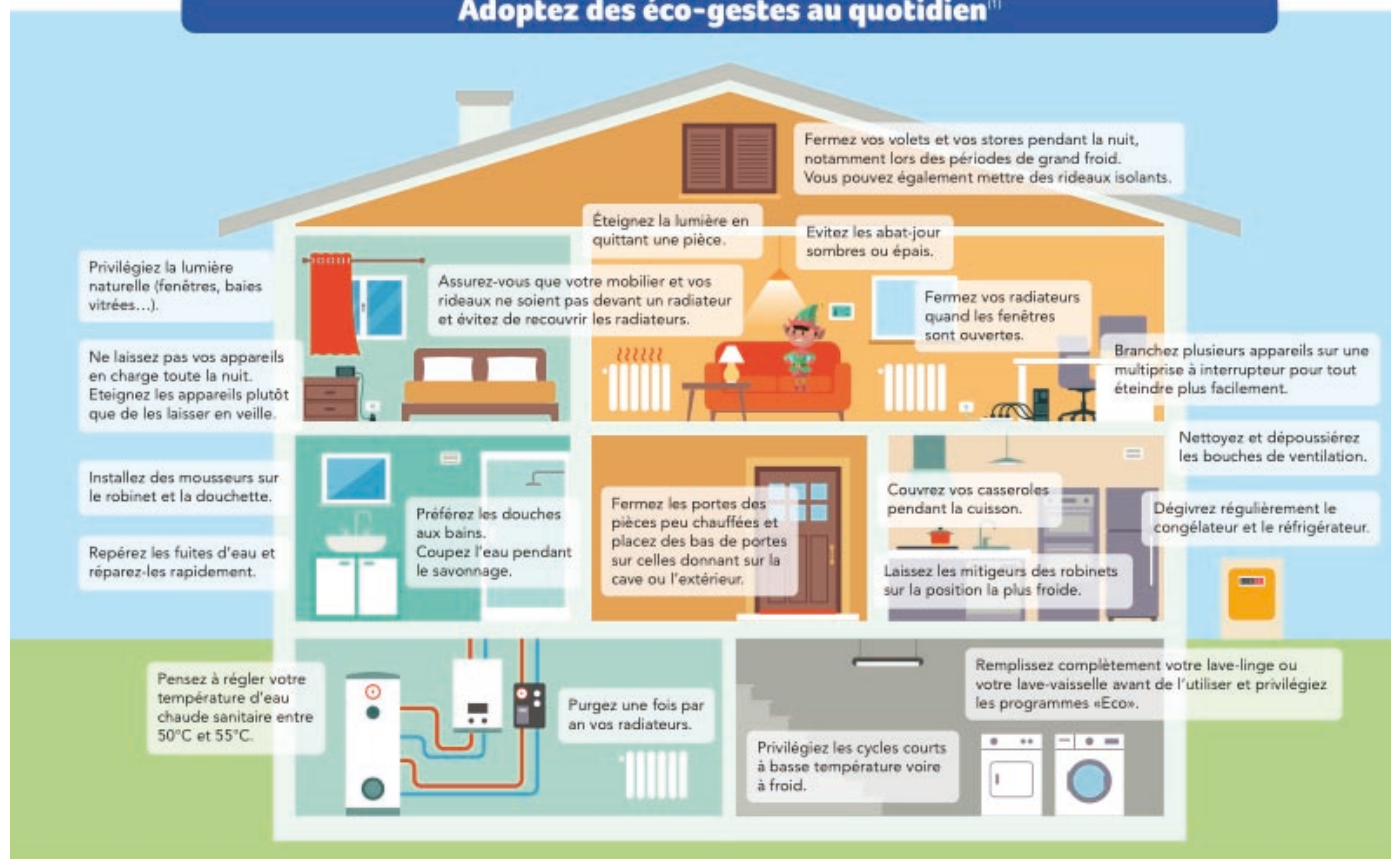 Adoptez des éco-gestes au quotidien(1)
Fermez vos volets et vos stores pendant la nuit,
notamment lors des périodes de grand froid.
Vous pouvez également mettre des rideaux isolants.
Éteignez la lumière en
quittant une pièce.
Evitez les abat-jour
sombres ou épais.
Privilégiez la lumière
naturelle (fenêtres, baies
vitrées...).
Assurez-vous que votre mobilier et vos
rideaux ne soient pas devant un radiateur
et évitez de recouvrir les radiateurs.
Fermez vos radiateurs
quand les fenêtres
sont ouvertes.
Ne laissez pas vos appareils
en charge toute la nuit.
Eteignez les appareils plutôt
que de les laisser en veille.
Branchez plusieurs appareils sur une
multiprise à interrupteur pour tout
éteindre plus facilement.
Nettoyez et dépoussiérez
les bouches de ventilation.
Installez des mousseurs sur
le robinet et la douchette.
Préférez les douches
aux bains.
Coupez l'eau pendant
le savonnage.
Fermez les portes des
pièces peu chauffées et
placez des bas de portes
sur celles donnant sur la
cave ou l'extérieur.
Couvrez vos casseroles
pendant la cuisson.
Dégivrez régulièrement le
congélateur et le réfrigérateur.
Repérez les fuites d'eau et
réparez-les rapidement.
Laissez les mitigeurs des robinets
sur la position la plus froide.
Pensez à régler votre
température d'eau
chaude sanitaire entre
50°C et 55°C.
Purgez une fois par
an vos radiateurs.
Remplissez complètement votre lave-linge ou
votre lave-vaisselle avant de l'utiliser et privilégiez
les programmes «Eco».
Privilégiez les cycles courts
à basse température voire
à froid.